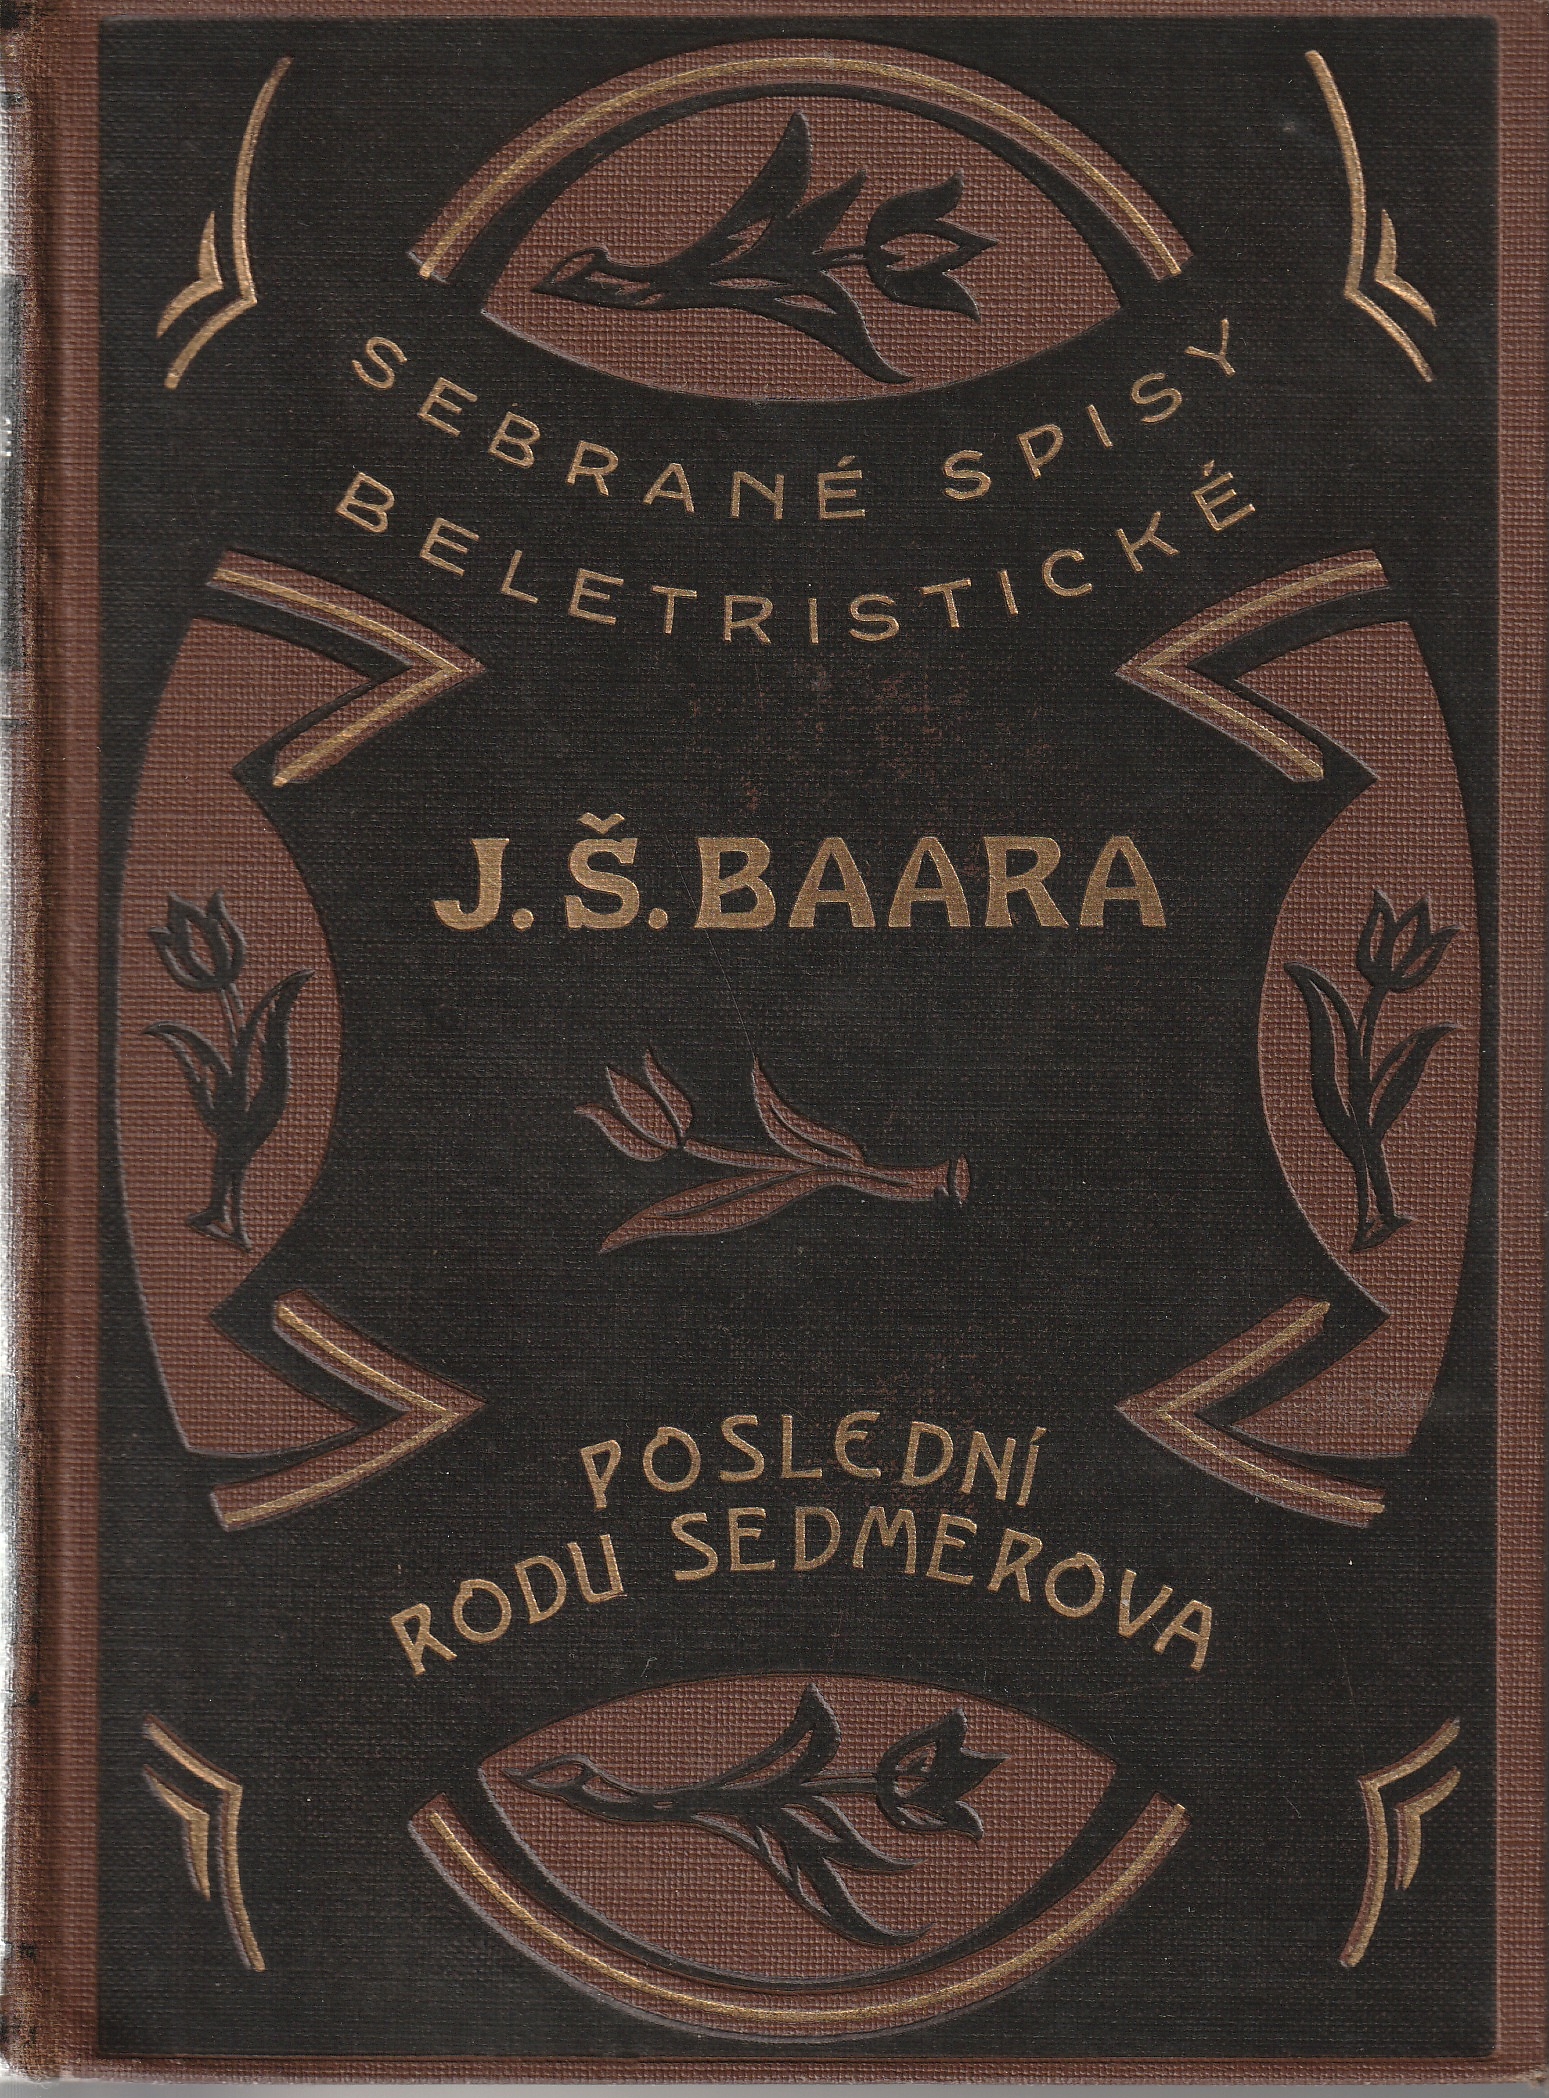 SEBRANÉ SPISY
BELETRISTICKÉ
J. Š. BAARA
POSLEDNÍ
RODU SEDMEROVA